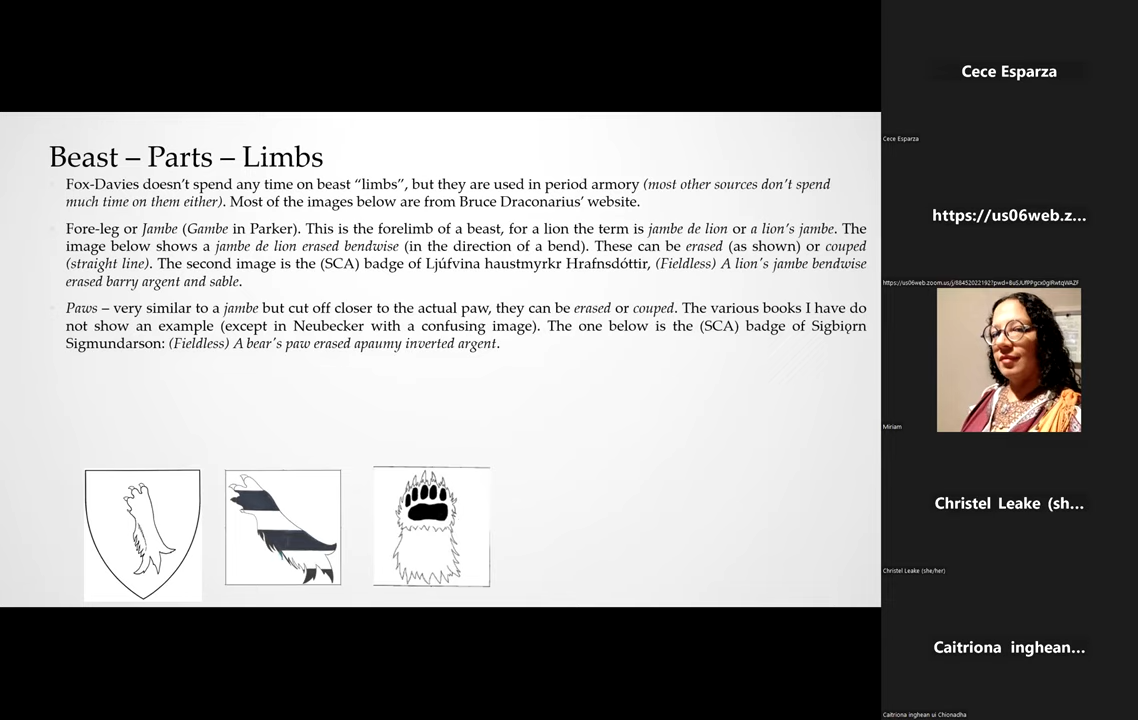 Beast – Parts – Limbs
Fox-Davies doesn't spend any time on beast “limbs”, but they are used in period armory (most other sources don't spend
much time on them either). Most of the images below are from Bruce Draconarius' website.
Fore-leg or Jambe (Gambe in Parker). This is the forelimb of a beast, for a lion the term is jambe de lion or a lion's jambe. The
image below shows a jambe de lion erased bendwise (in the direction of a bend). These can be erased (as shown) or couped
(straight line). The second image is the (SCA) badge of Ljúfvina haustmyrkr Hrafnsdóttir, (Fieldless) A lion's jambe bendwise
erased barry argent and sable.
Paws – very similar to a jambe but cut off closer to the actual paw, they can be erased or couped. The various books I have do
not show an example (except in Neubecker with a confusing image). The one below is the (SCA) badge of Sigbiǫrn
Sigmundarson: (Fieldless) A bear's paw erased apaumy inverted argent.
Cece Esparza
Cece Esparza
https://us06web.z...
Miriam
Christel Leake (sh...
Christel Leake (she/her)
Caitriona inghean...
Caitriona inghean ui Chionadha